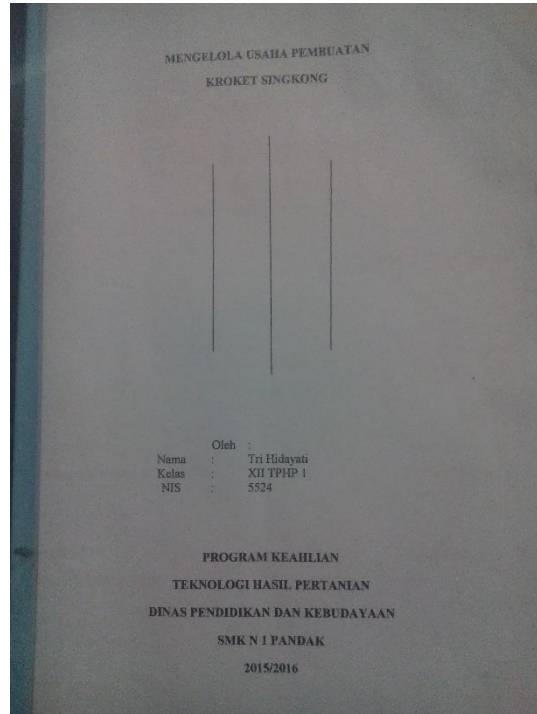 MENGELOLA USAHA PEMBUATAN
KROKET SINGKONG
Oleh :
Nama : Tri Hidayati
Kelas : XII TPHP 1
NIS : 5524
PROGRAM KEAHLIAN
TEKNOLOGI HASIL PERTANIAN
DINAS PENDIDIKAN DAN KEBUDAYAAN
SMK N 1 PANDAK
2015/2016